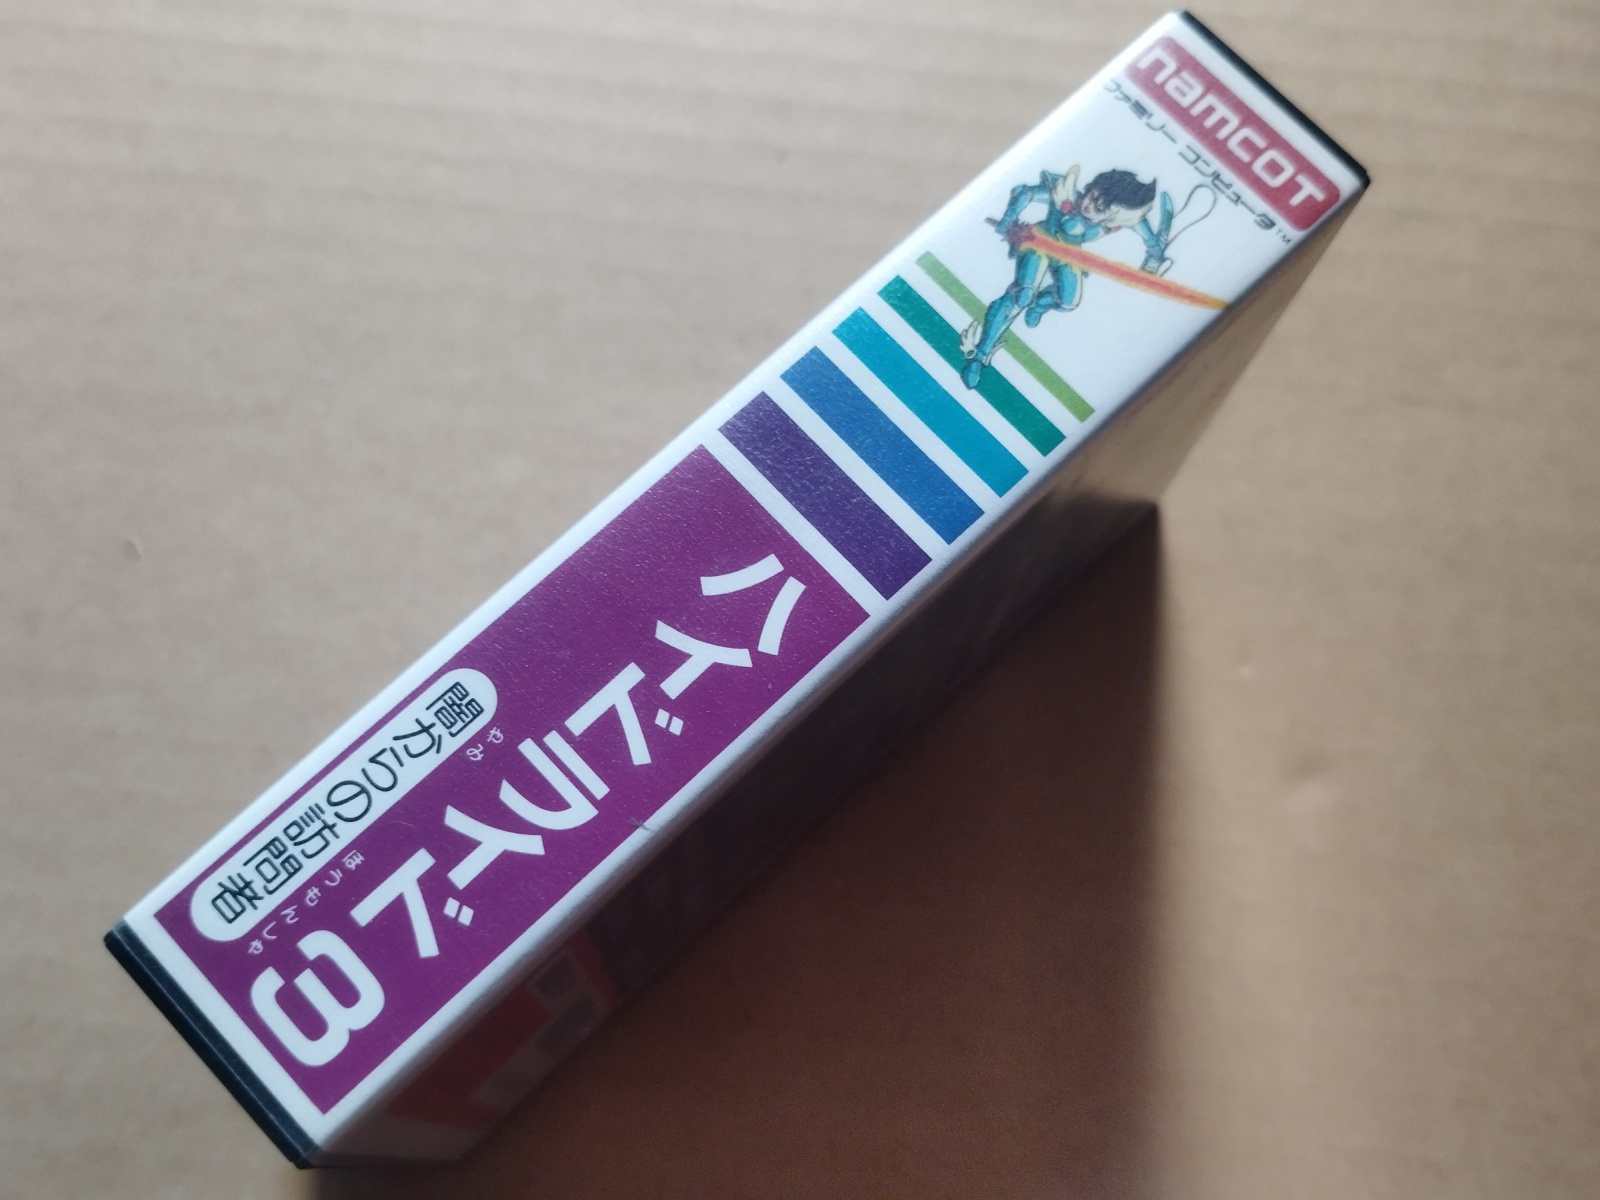 namcot
ファミリー コンピュータ™
ハイドライド3
闇からの訪問者
やみ
ほうもんしゃ